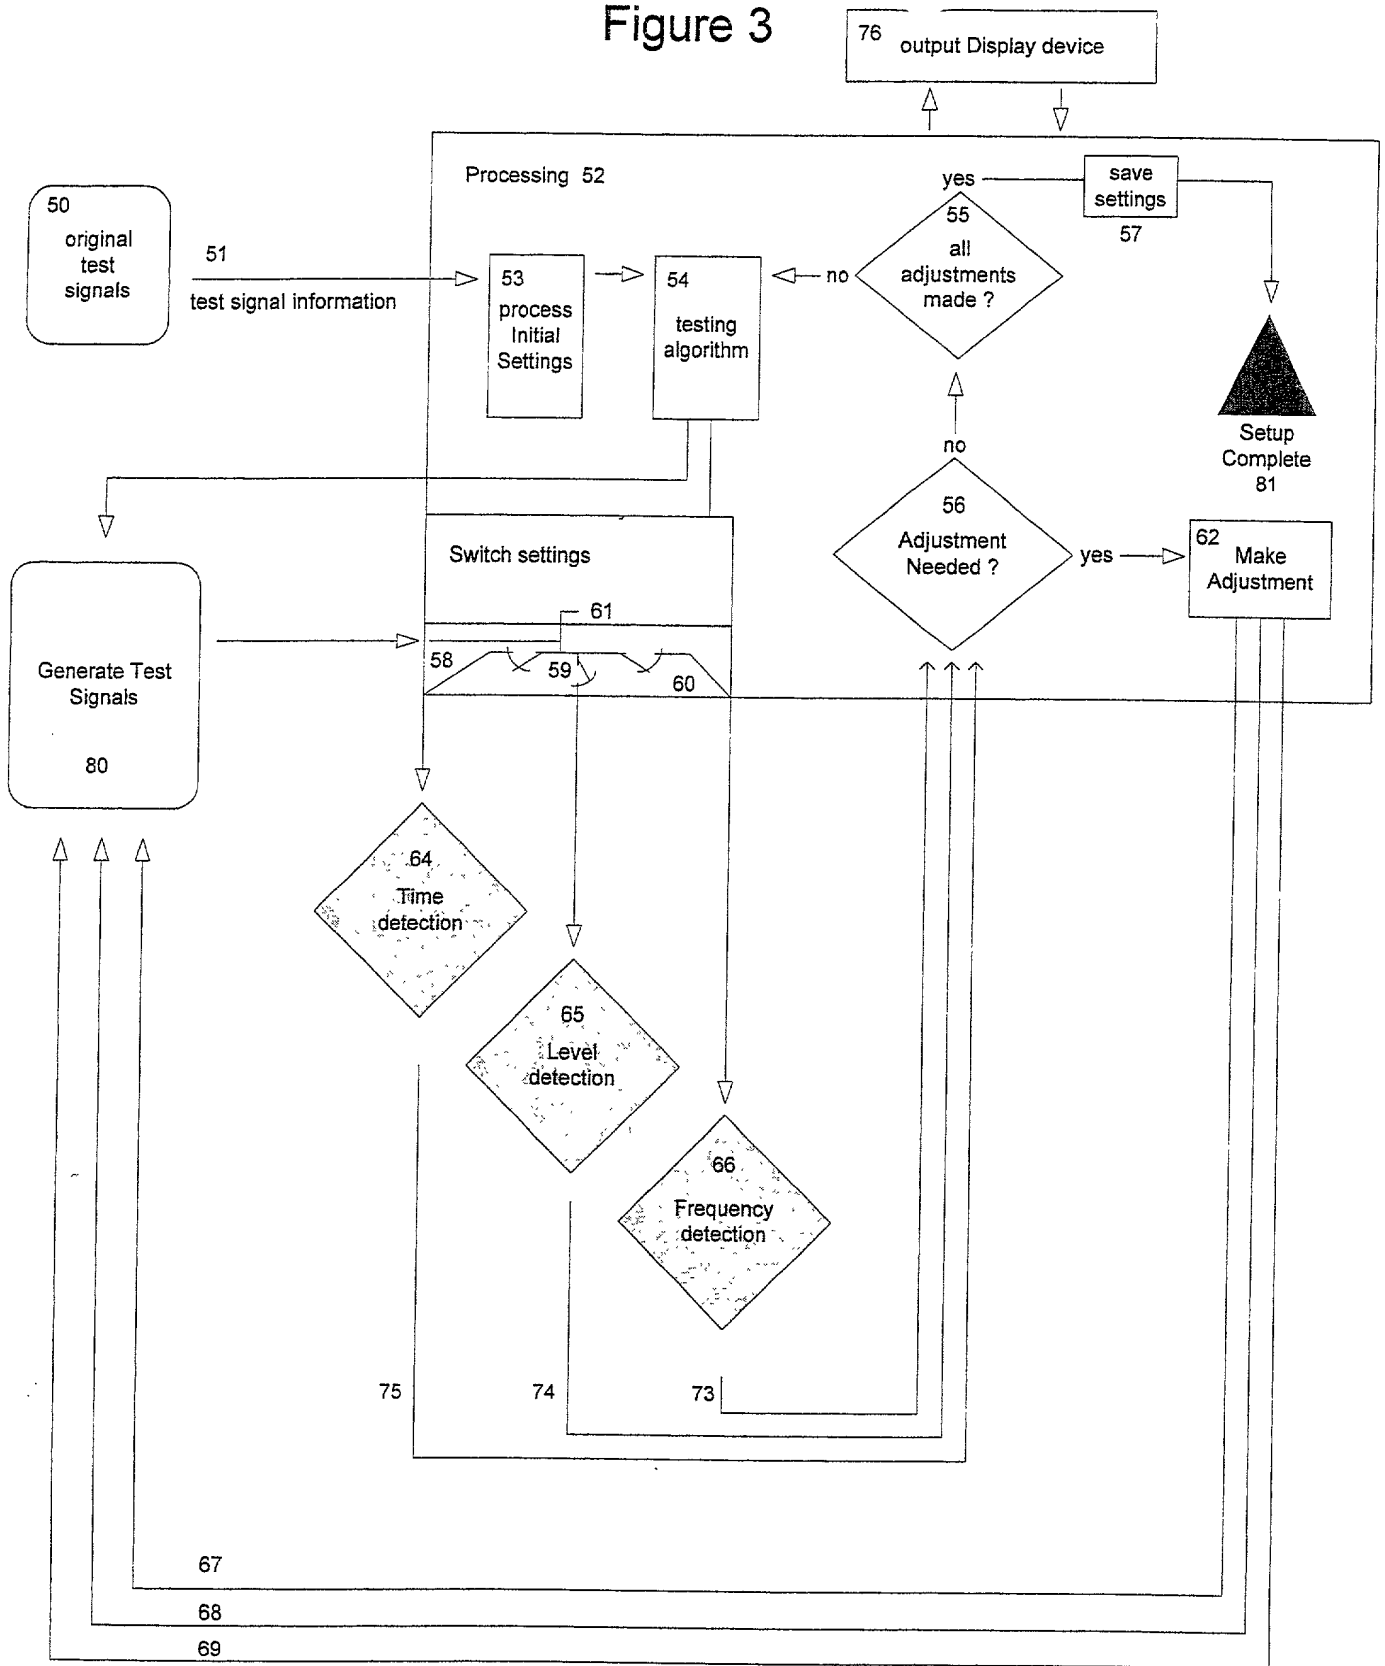 Figure 3
76
output Display device
Processing 52
yes
save
settings
57
50
original
test
signals
51
test signal information
53
process
Initial
Settings
54
testing
algorithm
no
55
all
adjustments
made ?
Setup
Complete
81
no
56
Adjustment
Needed ?
yes
62
Make
Adjustment
Switch settings
61
58
59
60
Generate Test
Signals
80
64
Time
detection
65
Level
detection
66
Frequency
detection
75
74
73
67
68
69